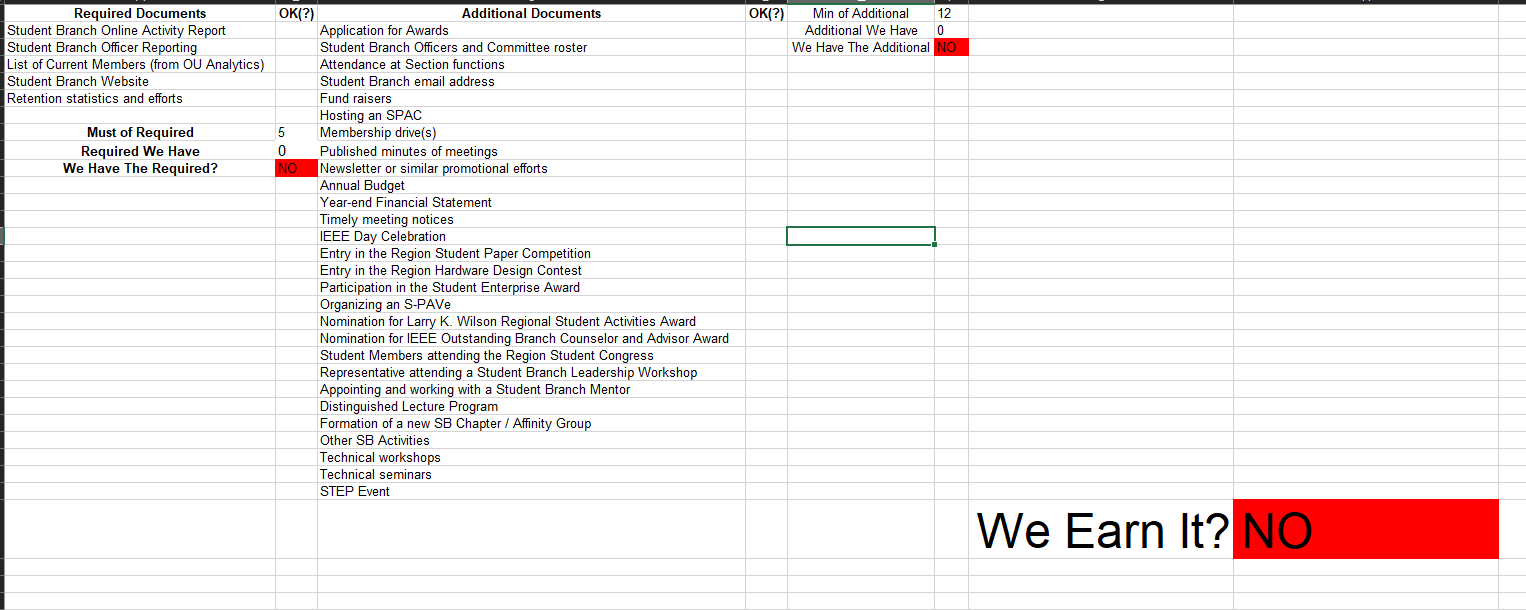 Required Documents OK(?) Additional Documents OK(?) Min of Additional 12
Student Branch Online Activity Report Application for Awards Additional We Have 0
Student Branch Officer Reporting Student Branch Officers and Committee roster We Have The Additional NO
List of Current Members (from OU Analytics) Attendance at Section functions
Student Branch Website Student Branch email address
Retention statistics and efforts Fund raisers
Hosting an SPAC
Must of Required 5 Membership drive(s)
Required We Have 0 Published minutes of meetings
We Have The Required? NO Newsletter or similar promotional efforts
Annual Budget
Year-end Financial Statement
Timely meeting notices
IEEE Day Celebration
Entry in the Region Student Paper Competition
Entry in the Region Hardware Design Contest
Participation in the Student Enterprise Award
Organizing an S-PAVe
Nomination for Larry K. Wilson Regional Student Activities Award
Nomination for IEEE Outstanding Branch Counselor and Advisor Award
Student Members attending the Region Student Congress
Representative attending a Student Branch Leadership Workshop
Appointing and working with a Student Branch Mentor
Distinguished Lecture Program
Formation of a new SB Chapter / Affinity Group
Other SB Activities
Technical workshops
Technical seminars
STEP Event
We Earn It? NO